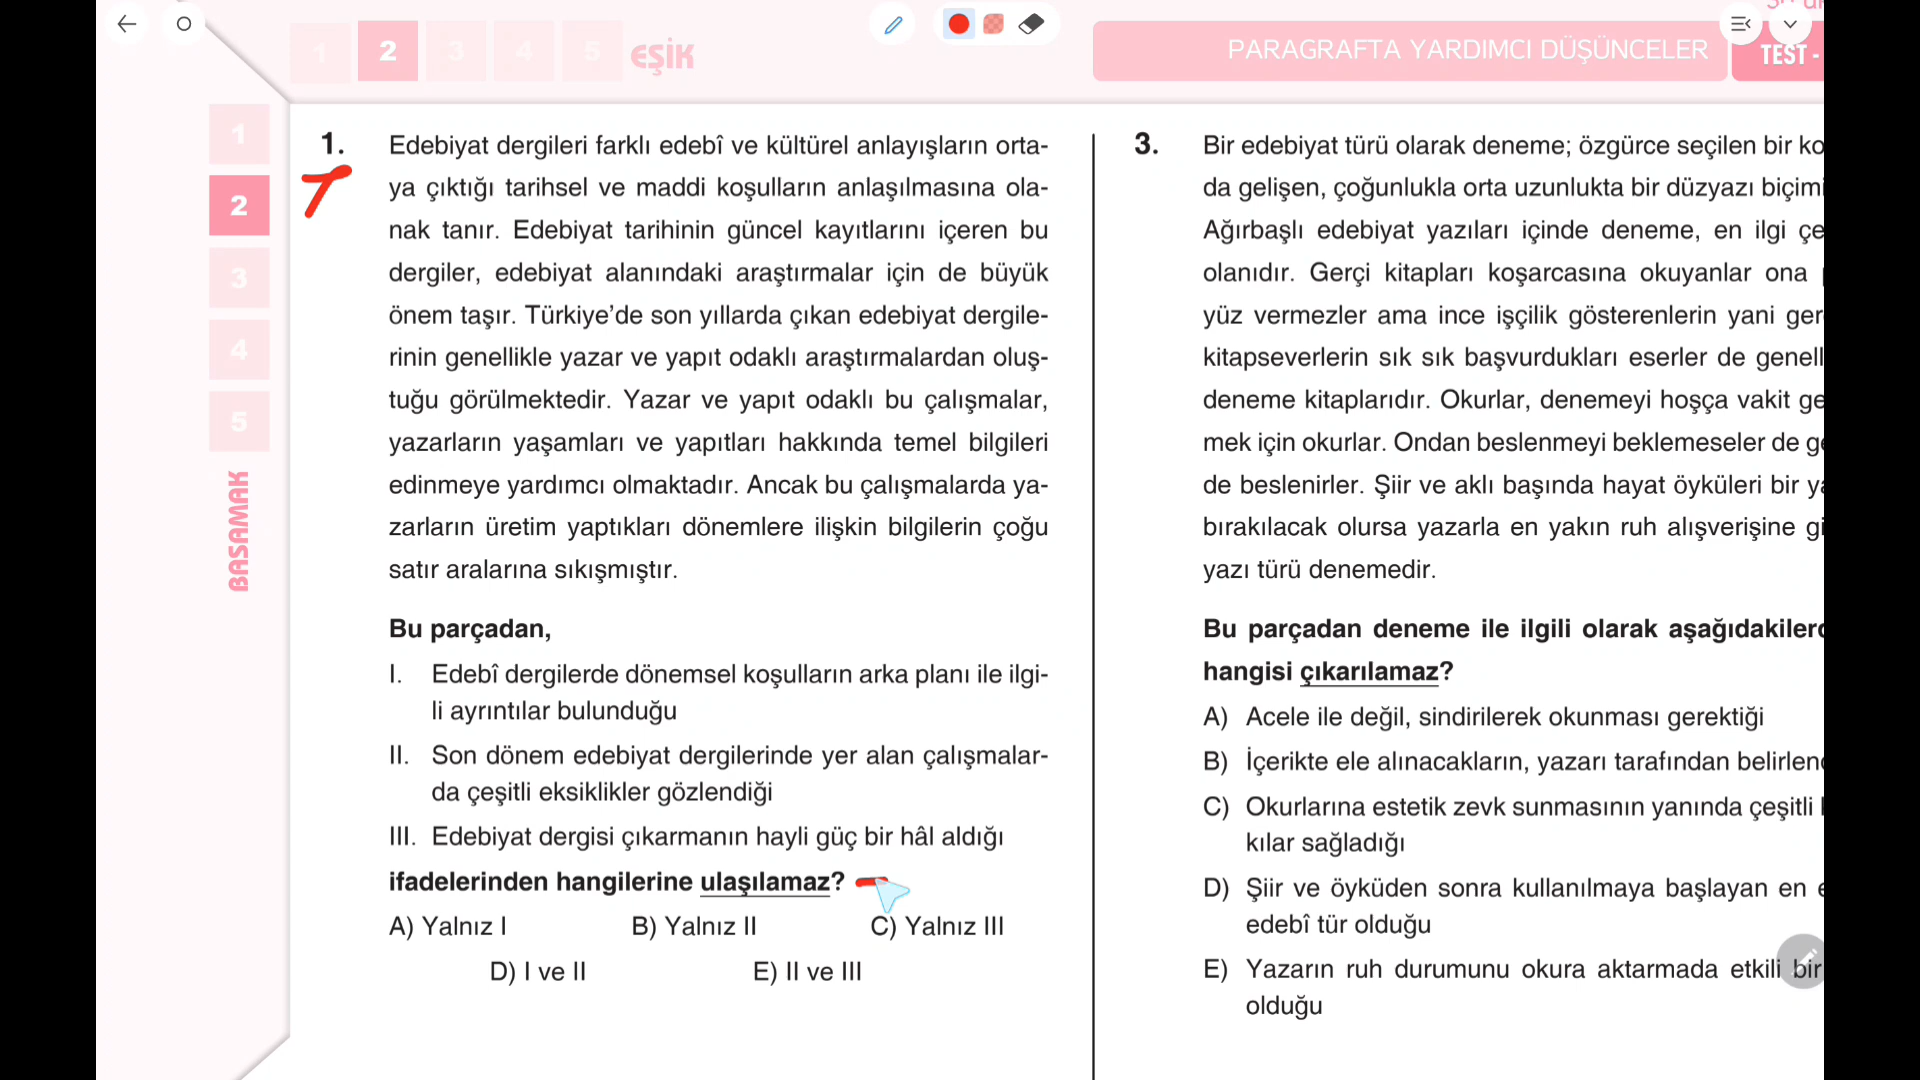 1 2 3 4 5 EŞİK
PARAGRAFTA YARDIMCI DÜŞÜNCELER
TEST -
1
2
3
4
5
BASAMAK
1. Edebiyat dergileri farklı edebî ve kültürel anlayışların orta-
ya çıktığı tarihsel ve maddi koşulların anlaşılmasına ola-
nak tanır. Edebiyat tarihinin güncel kayıtlarını içeren bu
dergiler, edebiyat alanındaki araştırmalar için de büyük
önem taşır. Türkiye’de son yıllarda çıkan edebiyat dergile-
rinin genellikle yazar ve yapıt odaklı araştırmalardan oluş-
tuğu görülmektedir. Yazar ve yapıt odaklı bu çalışmalar,
yazarların yaşamları ve yapıtları hakkında temel bilgileri
edinmeye yardımcı olmaktadır. Ancak bu çalışmalarda ya-
zarların üretim yaptıkları dönemlere ilişkin bilgilerin çoğu
satır aralarına sıkışmıştır.
Bu parçadan,
I. Edebî dergilerde dönemsel koşulların arka planı ile ilgi-
li ayrıntılar bulunduğu
II. Son dönem edebiyat dergilerinde yer alan çalışmalar-
da çeşitli eksiklikler gözlendiği
III. Edebiyat dergisi çıkarmanın hayli güç bir hâl aldığı
ifadelerinden hangilerine ulaşılamaz?
A) Yalnız I B) Yalnız II C) Yalnız III
D) I ve II E) II ve III
3. Bir edebiyat türü olarak deneme; özgürce seçilen bir ko
da gelişen, çoğunlukla orta uzunlukta bir düzyazı biçimi
Ağırbaşlı edebiyat yazıları içinde deneme, en ilgi çe
olanıdır. Gerçi kitapları koşarcasına okuyanlar ona
yüz vermezler ama ince işçilik gösterenlerin yani ger
kitapseverlerin sık sık başvurdukları eserler de genell
deneme kitaplarıdır. Okurlar, denemeyi hoşça vakit ge
mek için okurlar. Ondan beslenmeyi beklemeseler de ge
de beslenirler. Şiir ve aklı başında hayat öyküleri bir ya
bırakılacak olursa yazarla en yakın ruh alışverişine gi
yazı türü denemedir.
Bu parçadan deneme ile ilgili olarak aşağıdakilerd
hangisi çıkarılamaz?
A) Acele ile değil, sindirilerek okunması gerektiği
B) İçerikte ele alınacakların, yazarı tarafından belirlend
C) Okurlarına estetik zevk sunmasının yanında çeşitli
kılar sağladığı
D) Şiir ve öyküden sonra kullanılmaya başlayan en e
edebî tür olduğu
E) Yazarın ruh durumunu okura aktarmada etkili bir
olduğu